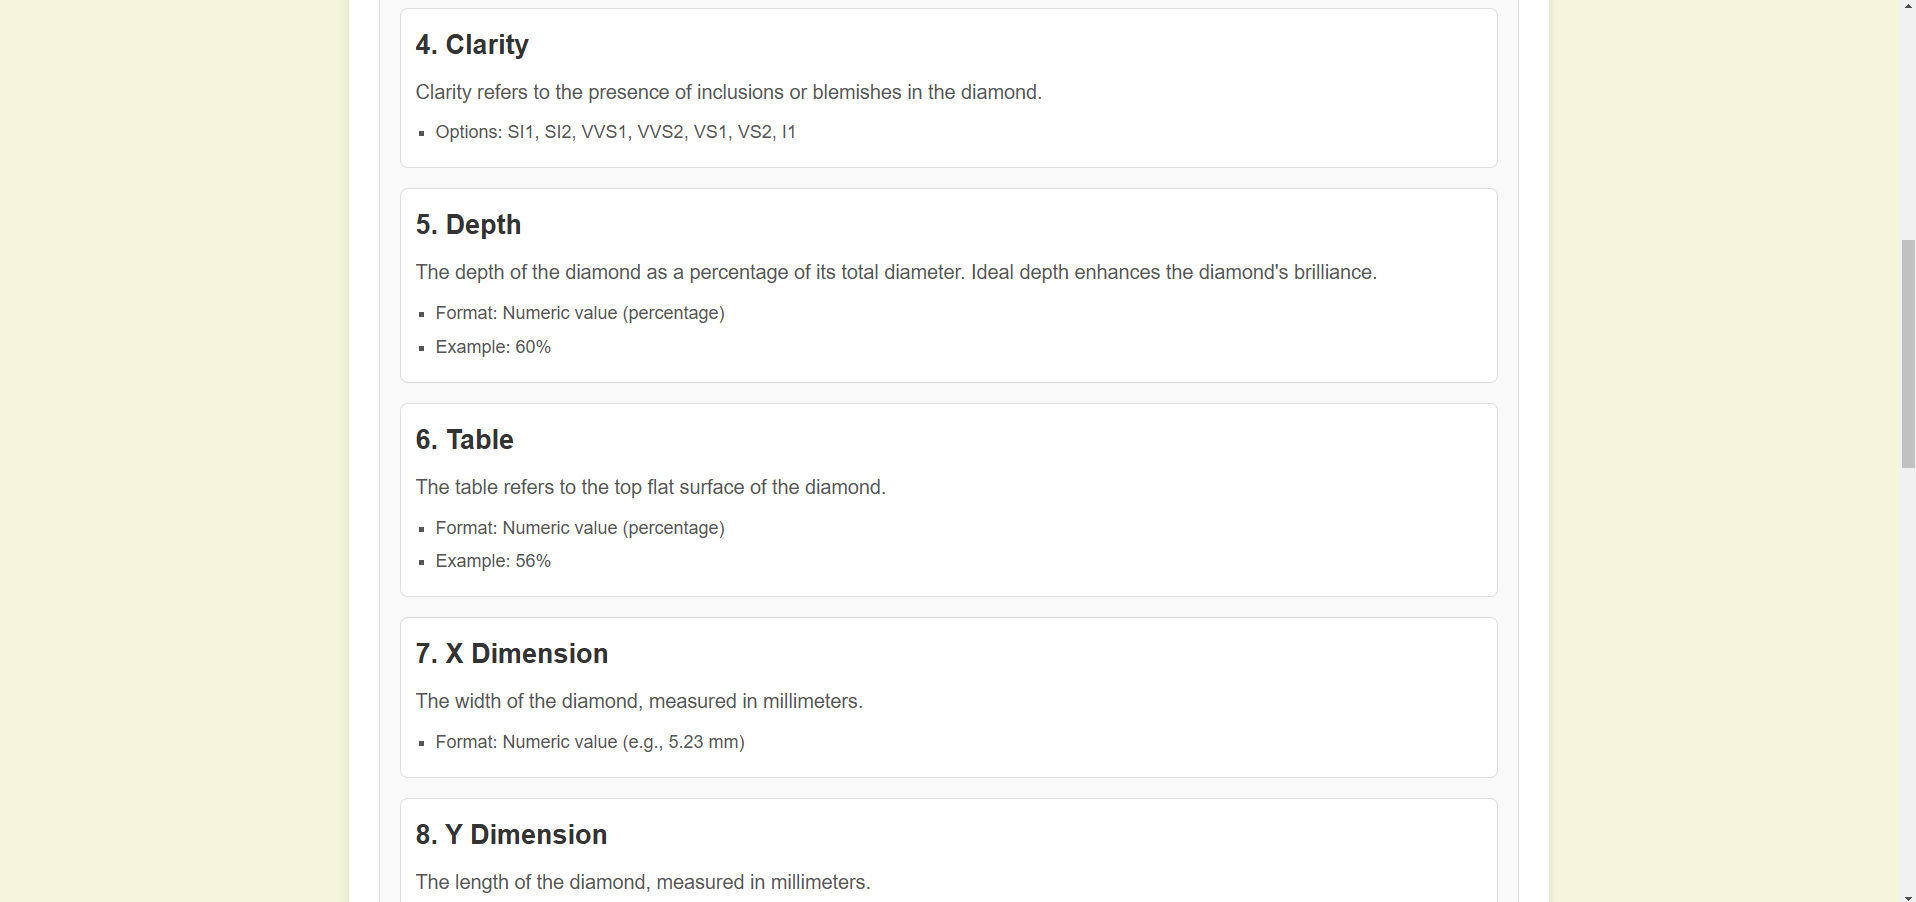 4. Clarity
Clarity refers to the presence of inclusions or blemishes in the diamond.
▪ Options: SI1, SI2, VVS1, VVS2, VS1, VS2, I1
5. Depth
The depth of the diamond as a percentage of its total diameter. Ideal depth enhances the diamond's brilliance.
▪ Format: Numeric value (percentage)
▪ Example: 60%
6. Table
The table refers to the top flat surface of the diamond.
▪ Format: Numeric value (percentage)
▪ Example: 56%
7. X Dimension
The width of the diamond, measured in millimeters.
▪ Format: Numeric value (e.g., 5.23 mm)
8. Y Dimension
The length of the diamond, measured in millimeters.